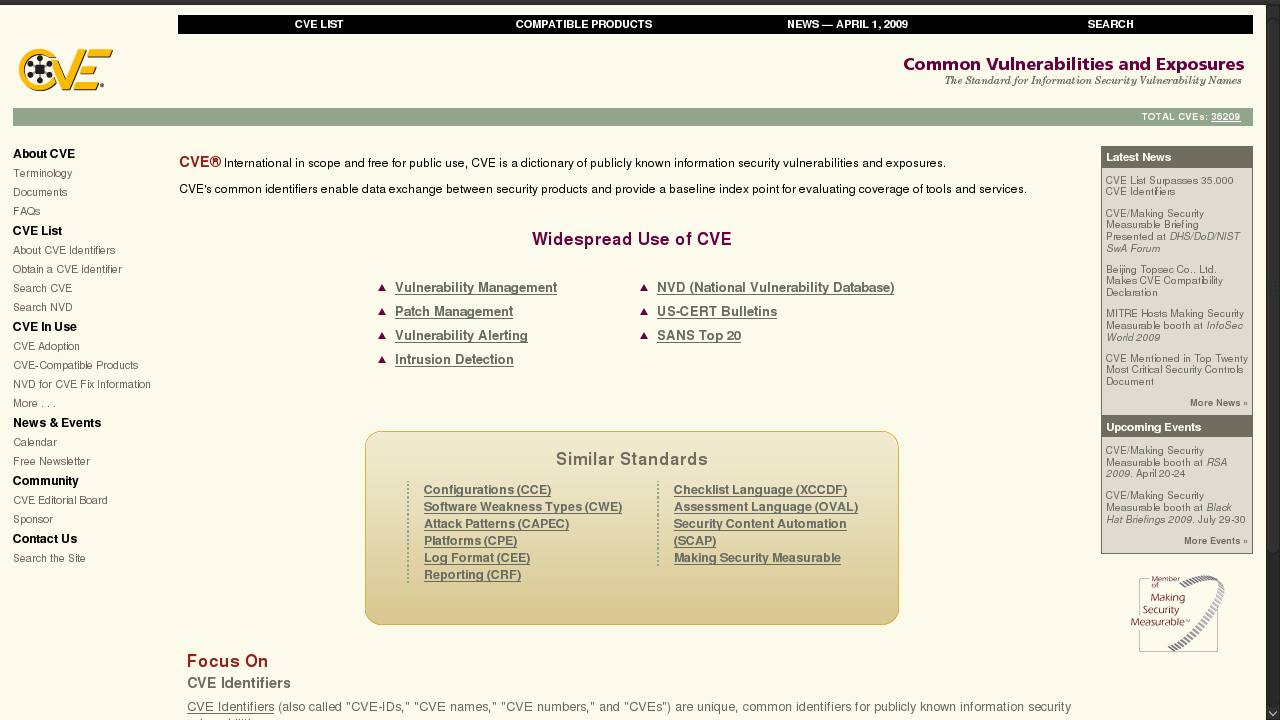 CVE LIST COMPATIBLE PRODUCTS NEWS — APRIL 1, 2009 SEARCH
CVE®
Common Vulnerabilities and Exposures
The Standard for Information Security Vulnerability Names
TOTAL CVEs: 36209
About CVE
Terminology
Documents
FAQs
CVE List
About CVE Identifiers
Obtain a CVE Identifier
Search CVE
Search NVD
CVE In Use
CVE Adoption
CVE-Compatible Products
NVD for CVE Fix Information
More . . .
News & Events
Calendar
Free Newsletter
Community
CVE Editorial Board
Sponsor
Contact Us
Search the Site
CVE® International in scope and free for public use, CVE is a dictionary of publicly known information security vulnerabilities and exposures.
CVE's common identifiers enable data exchange between security products and provide a baseline index point for evaluating coverage of tools and services.
Widespread Use of CVE
Vulnerability Management
Patch Management
Vulnerability Alerting
Intrusion Detection
NVD (National Vulnerability Database)
US-CERT Bulletins
SANS Top 20
Similar Standards
Configurations (CCE)
Software Weakness Types (CWE)
Attack Patterns (CAPEC)
Platforms (CPE)
Log Format (CEE)
Reporting (CRF)
Checklist Language (XCCDF)
Assessment Language (OVAL)
Security Content Automation
(SCAP)
Making Security Measurable
Focus On
CVE Identifiers
CVE Identifiers (also called "CVE-IDs," "CVE names," "CVE numbers," and "CVEs") are unique, common identifiers for publicly known information security
Latest News
CVE List Surpasses 35,000
CVE Identifiers
CVE/Making Security
Measurable Briefing
Presented at DHS/DoD/NIST
SwA Forum
Beijing Topsec Co., Ltd.
Makes CVE Compatibility
Declaration
MITRE Hosts Making Security
Measurable booth at InfoSec
World 2009
CVE Mentioned in Top Twenty
Most Critical Security Controls
Document
More News »
Upcoming Events
CVE/Making Security
Measurable booth at RSA
2009, April 20-24
CVE/Making Security
Measurable booth at Black
Hat Briefings 2009, July 29-30
More Events »
Member
of
Making
Security
Measurable™